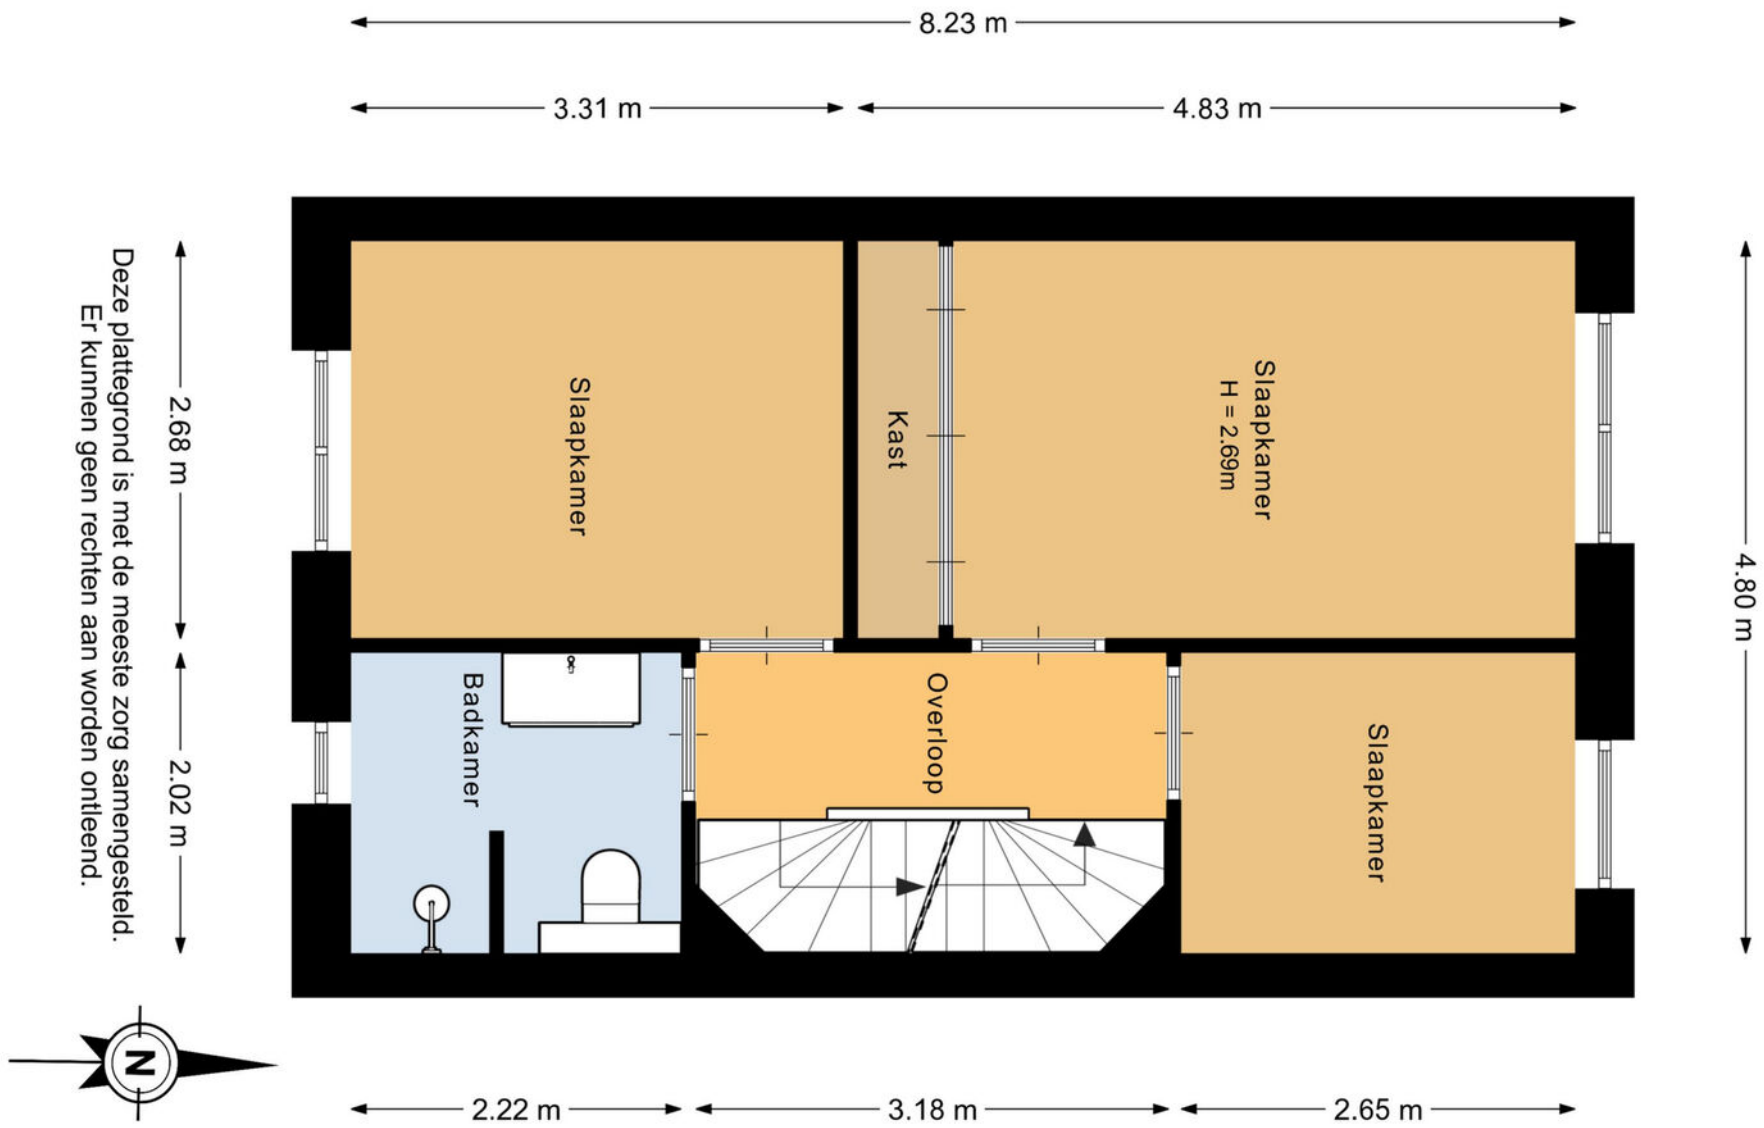 8.23 m
3.31 m
4.83 m
Deze plattegrond is met de meeste zorg samengesteld.
Er kunnen geen rechten aan worden ontleend.
2.68 m
2.02 m
Slaapkamer
Kast
Slaapkamer
H = 2.69m
4.80 m
Badkamer
Overloop
Slaapkamer
N
2.22 m
3.18 m
2.65 m